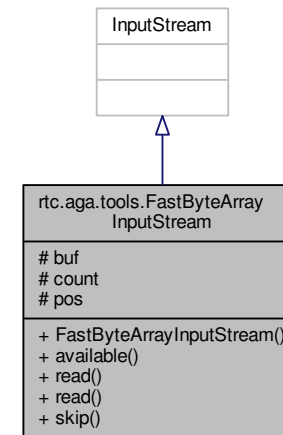 InputStream
rtc.aga.tools.FastByteArray
InputStream
# buf
# count
# pos
+ FastByteArrayInputStream()
+ available()
+ read()
+ read()
+ skip()